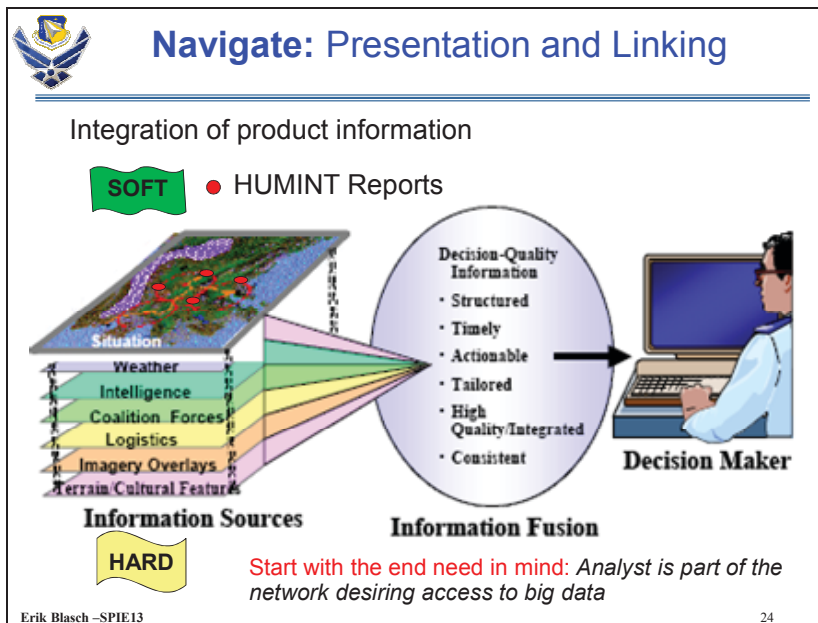 Navigate: Presentation and Linking
Integration of product information
SOFT
• HUMINT Reports
Situation
Weather
Intelligence
Coalition Forces
Logistics
Imagery Overlays
Terrain/Cultural Features
Information Sources
Decision-Quality
Information
• Structured
• Timely
• Actionable
• Tailored
• High
Quality/Integrated
• Consistent
Information Fusion
Decision Maker
HARD
Start with the end need in mind: Analyst is part of the
network desiring access to big data
Erik Blasch –SPIE13
24